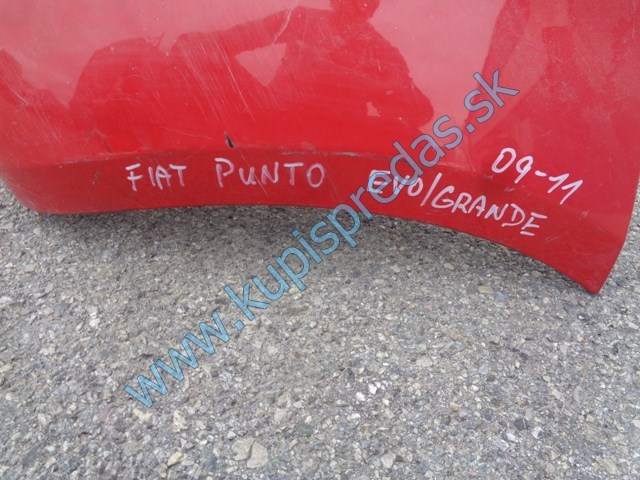 FIAT PUNTO EVO/GRANDE
09-11
www.kupispredas.sk